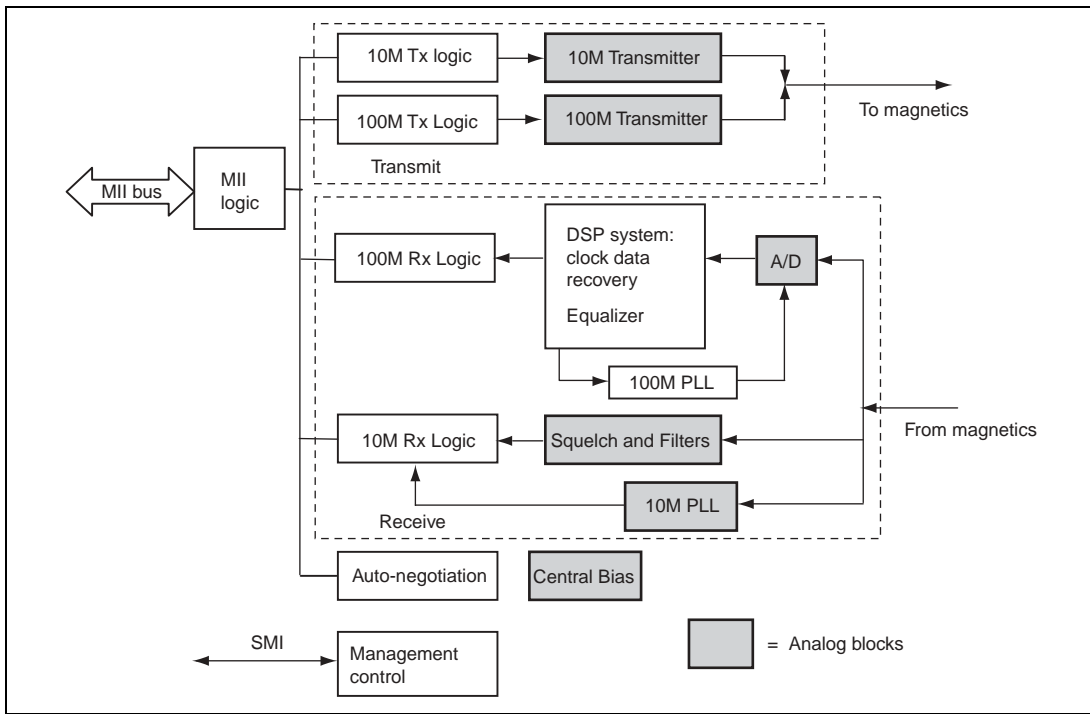 10M Tx logic
10M Transmitter
100M Tx Logic
100M Transmitter
To magnetics
Transmit
MII bus
MII
logic
100M Rx Logic
DSP system:
clock data
recovery
Equalizer
A/D
100M PLL
10M Rx Logic
Squelch and Filters
From magnetics
10M PLL
Receive
Auto-negotiation
Central Bias
SMI
Management
control
= Analog blocks